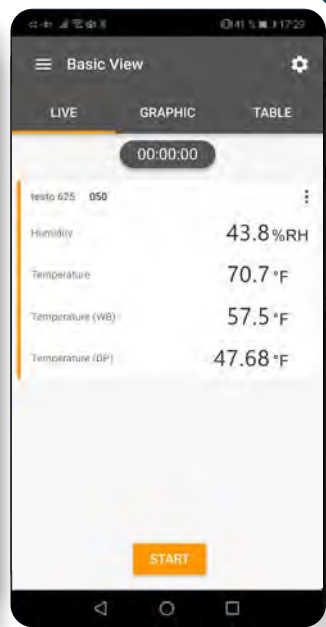 41 % 17:29
Basic View
LIVE GRAPHIC TABLE
00:00:00
testo 625 050
Humidity 43.8 %RH
Temperature 70.7 °F
Temperature (WB) 57.5 °F
Temperature (DP) 47.68 °F
START